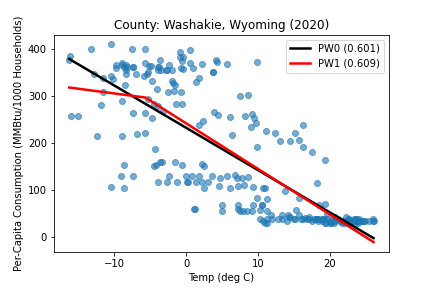 County: Washakie, Wyoming (2020)
Per-Capita Consumption (MMBtu/1000 Households)
400
300
200
100
0
PW0 (0.601)
PW1 (0.609)
−10
0
10
20
Temp (deg C)